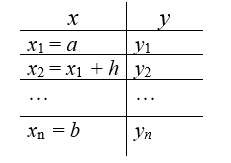 x y
x₁ = a y₁
x₂ = x₁ + h y₂
… …
xₙ = b yₙ